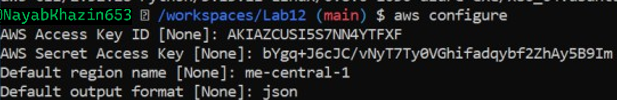 @NayabKhazin653 /workspaces/Lab12 (main) $ aws configure
AWS Access Key ID [None]: AKIAZCUSI5S7NN4YTFXF
AWS Secret Access Key [None]: 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
Default region name [None]: me-central-1
Default output format [None]: json